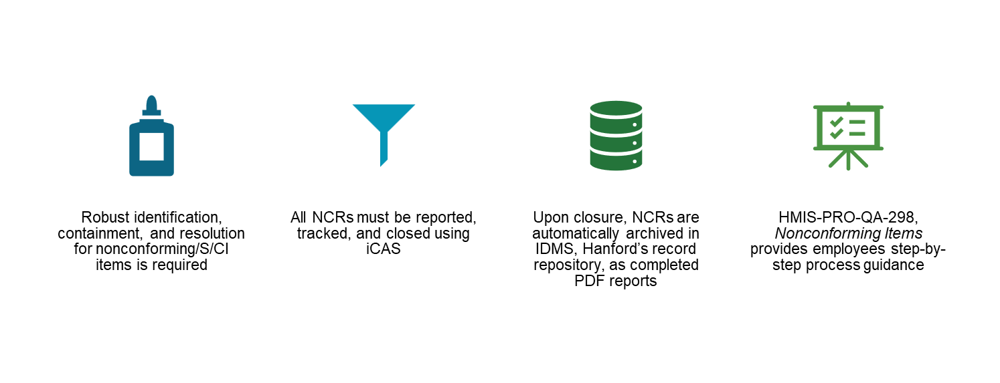 Robust identification,
containment, and resolution
for nonconforming/S/CI
items is required
All NCRs must be reported,
tracked, and closed using
iCAS
Upon closure, NCRs are
automatically archived in
IDMS, Hanford’s record
repository, as completed
PDF reports
HMIS-PRO-QA-298,
Nonconforming Items
provides employees step-by-
step process guidance